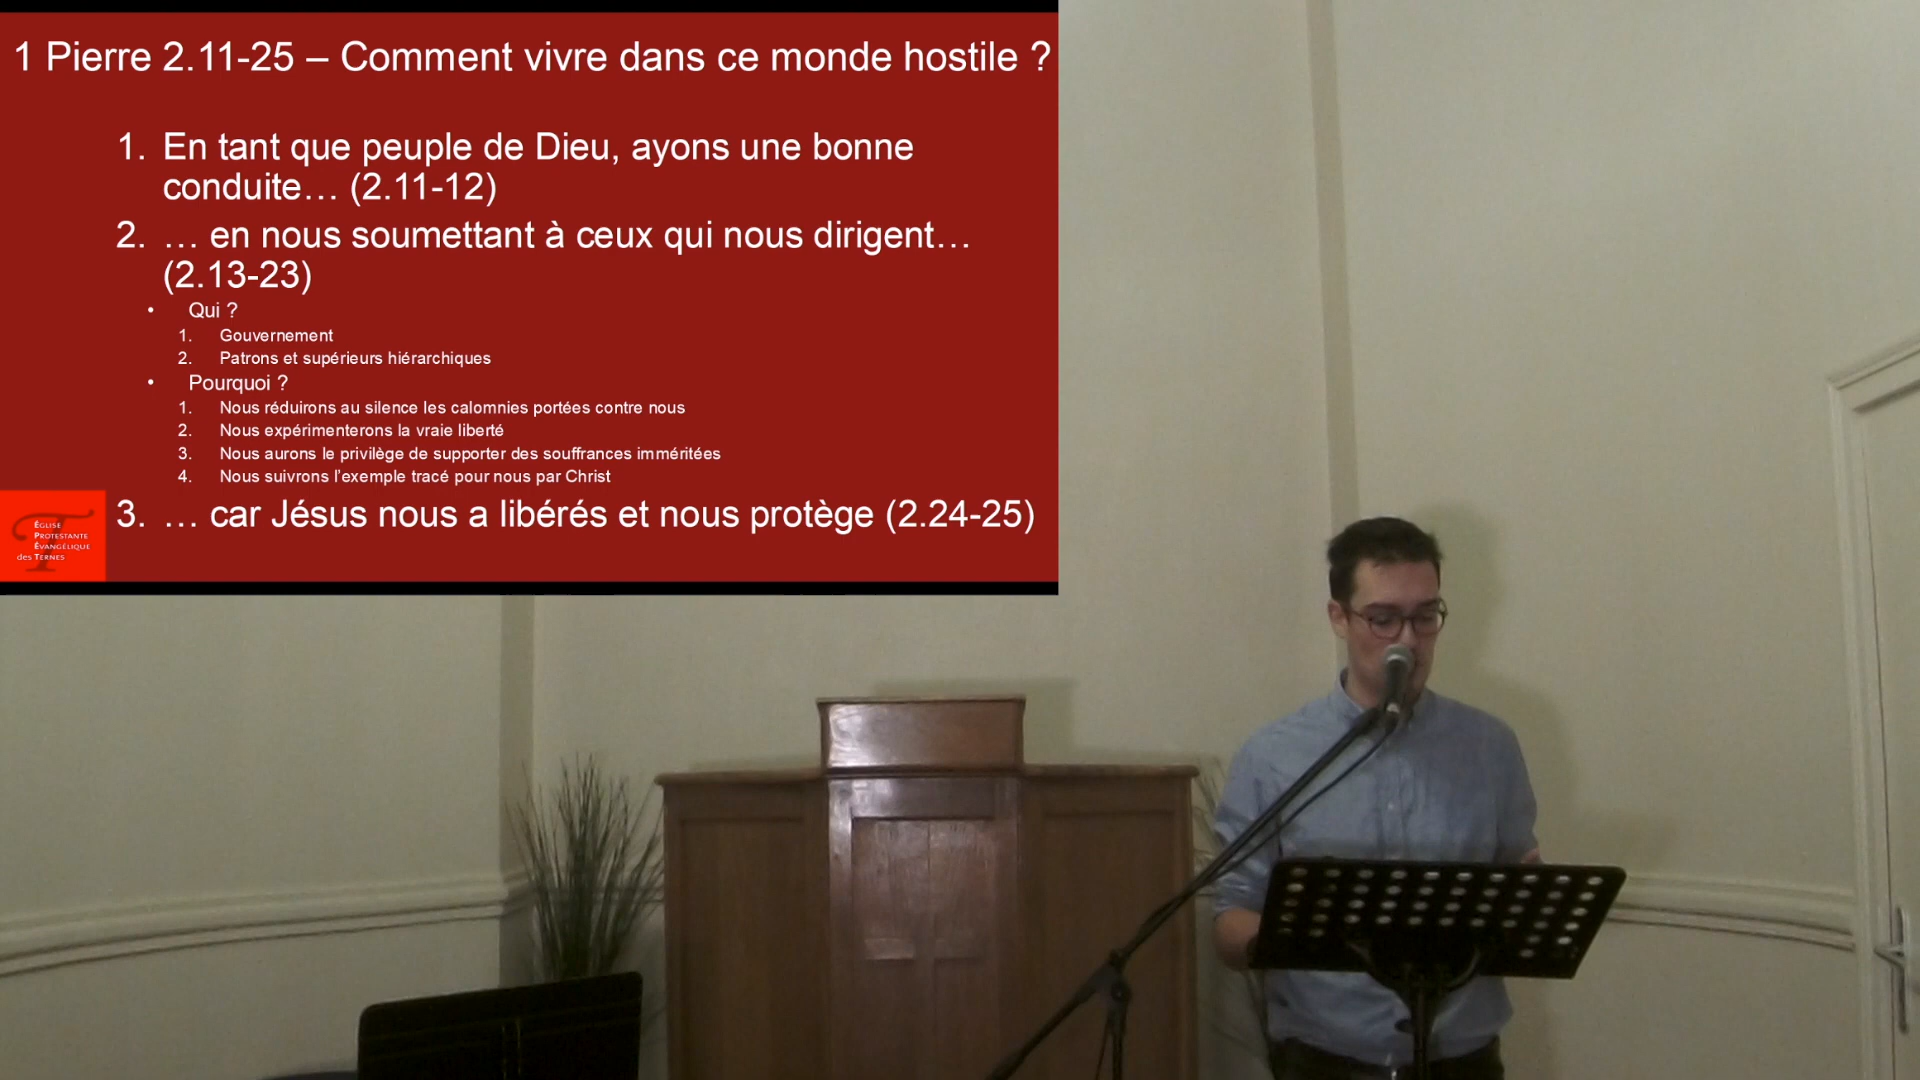 1 Pierre 2.11-25 – Comment vivre dans ce monde hostile ?
1. En tant que peuple de Dieu, ayons une bonne
conduite… (2.11-12)
2. … en nous soumettant à ceux qui nous dirigent…
(2.13-23)
• Qui ?
1. Gouvernement
2. Patrons et supérieurs hiérarchiques
• Pourquoi ?
1. Nous réduirons au silence les calomnies portées contre nous
2. Nous expérimenterons la vraie liberté
3. Nous aurons le privilège de supporter des souffrances imméritées
4. Nous suivrons l'exemple tracé pour nous par Christ
3. … car Jésus nous a libérés et nous protège (2.24-25)
ÉGLISE
PROTESTANTE
ÉVANGÉLIQUE
des TERNES